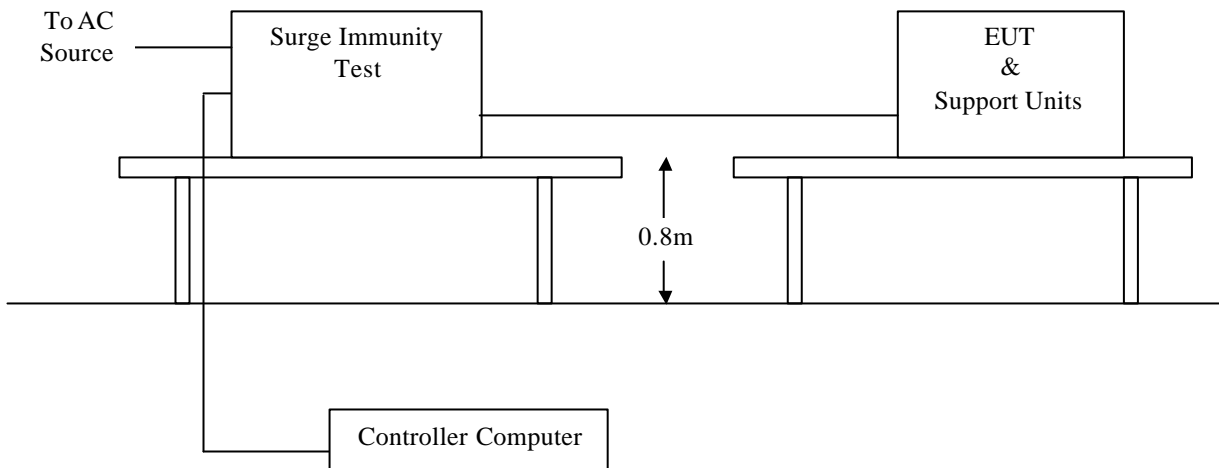 To AC
Source
Surge Immunity
Test
EUT
&
Support Units
0.8m
Controller Computer